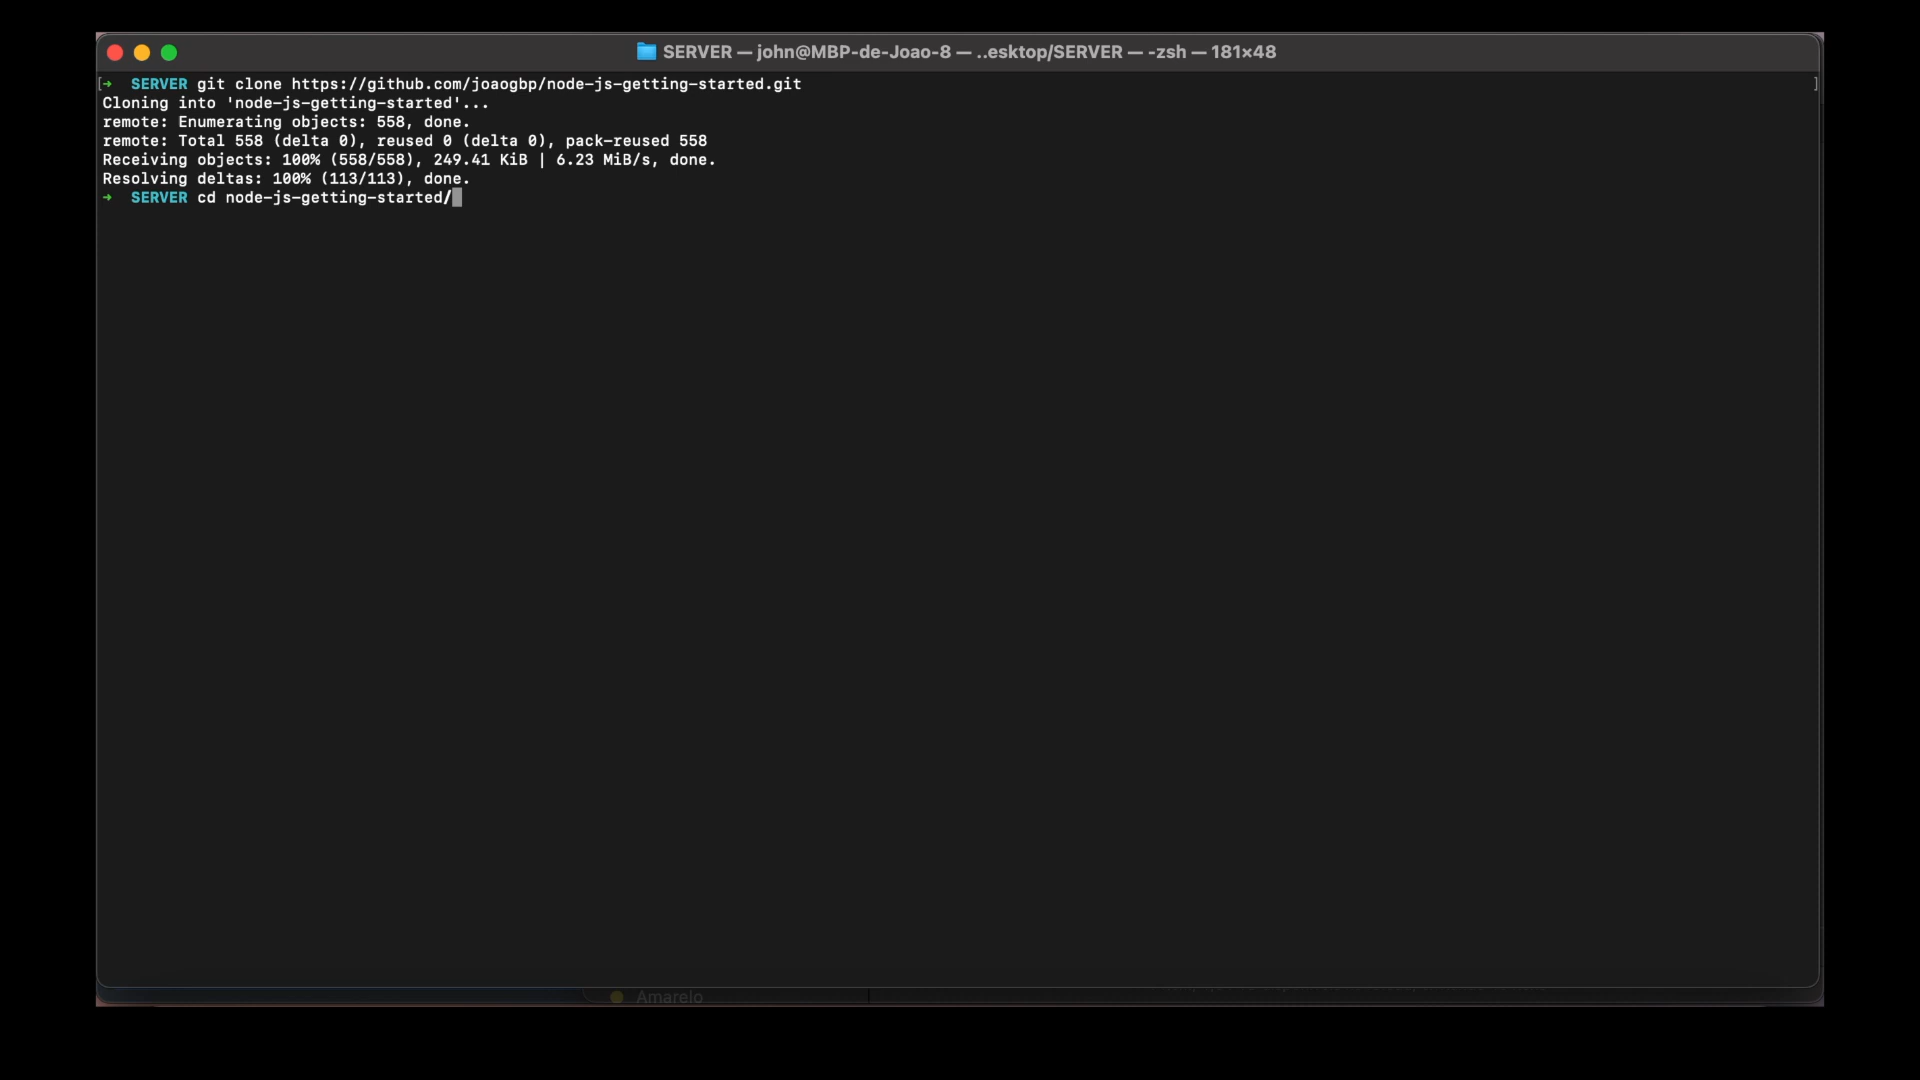 SERVER — john@MBP-de-Joao-8 — ..esktop/SERVER — -zsh — 181×48
[➜ SERVER git clone https://github.com/joaogbp/node-js-getting-started.git ]
Cloning into 'node-js-getting-started'...
remote: Enumerating objects: 558, done.
remote: Total 558 (delta 0), reused 0 (delta 0), pack-reused 558
Receiving objects: 100% (558/558), 249.41 KiB | 6.23 MiB/s, done.
Resolving deltas: 100% (113/113), done.
➜ SERVER cd node-js-getting-started/
Amarelo